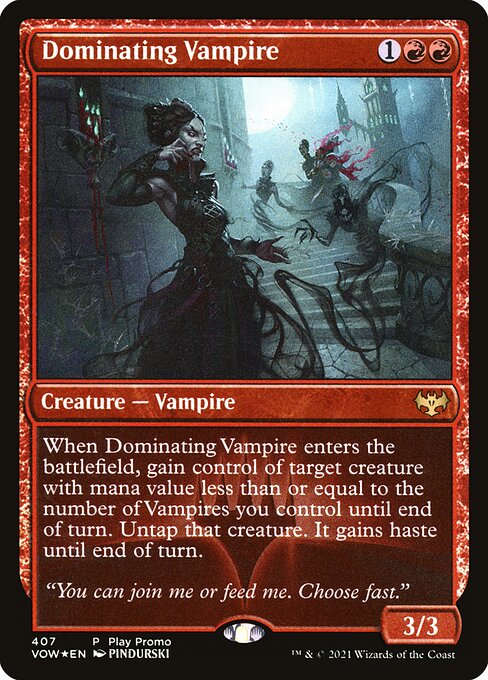 Dominating Vampire
1
Creature — Vampire
When Dominating Vampire enters the
battlefield, gain control of target creature
with mana value less than or equal to the
number of Vampires you control until end
of turn. Untap that creature. It gains haste
until end of turn.
“You can join me or feed me. Choose fast.”
3/3
407 P Play Promo
VOW★EN PINDURSKI
™ & © 2021 Wizards of the Coast